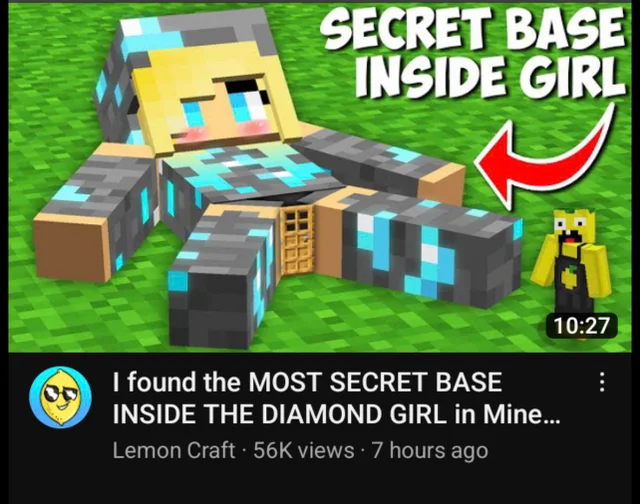 SECRET BASE
INSIDE GIRL
10:27
I found the MOST SECRET BASE
INSIDE THE DIAMOND GIRL in Mine...
Lemon Craft · 56K views · 7 hours ago